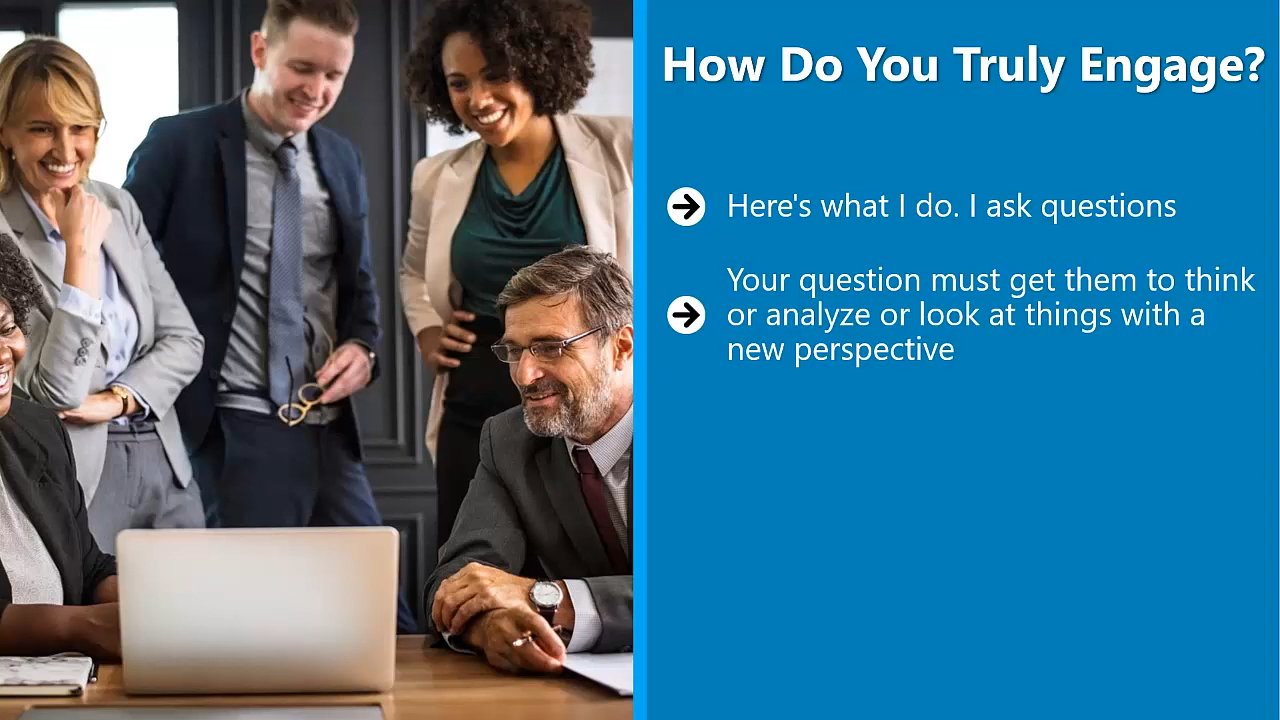 How Do You Truly Engage?
Here's what I do. I ask questions
Your question must get them to think
or analyze or look at things with a
new perspective